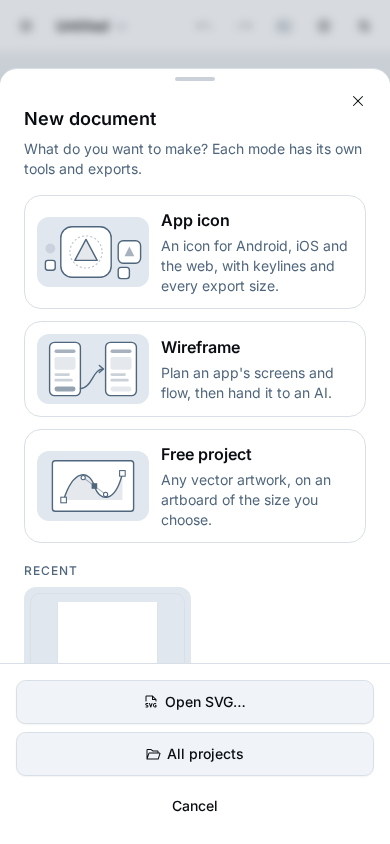 Untitled
New document
What do you want to make? Each mode has its own
tools and exports.
App icon
An icon for Android, iOS and
the web, with keylines and
every export size.
Wireframe
Plan an app's screens and
flow, then hand it to an AI.
Free project
Any vector artwork, on an
artboard of the size you
choose.
RECENT
SVG
Open SVG...
All projects
Cancel